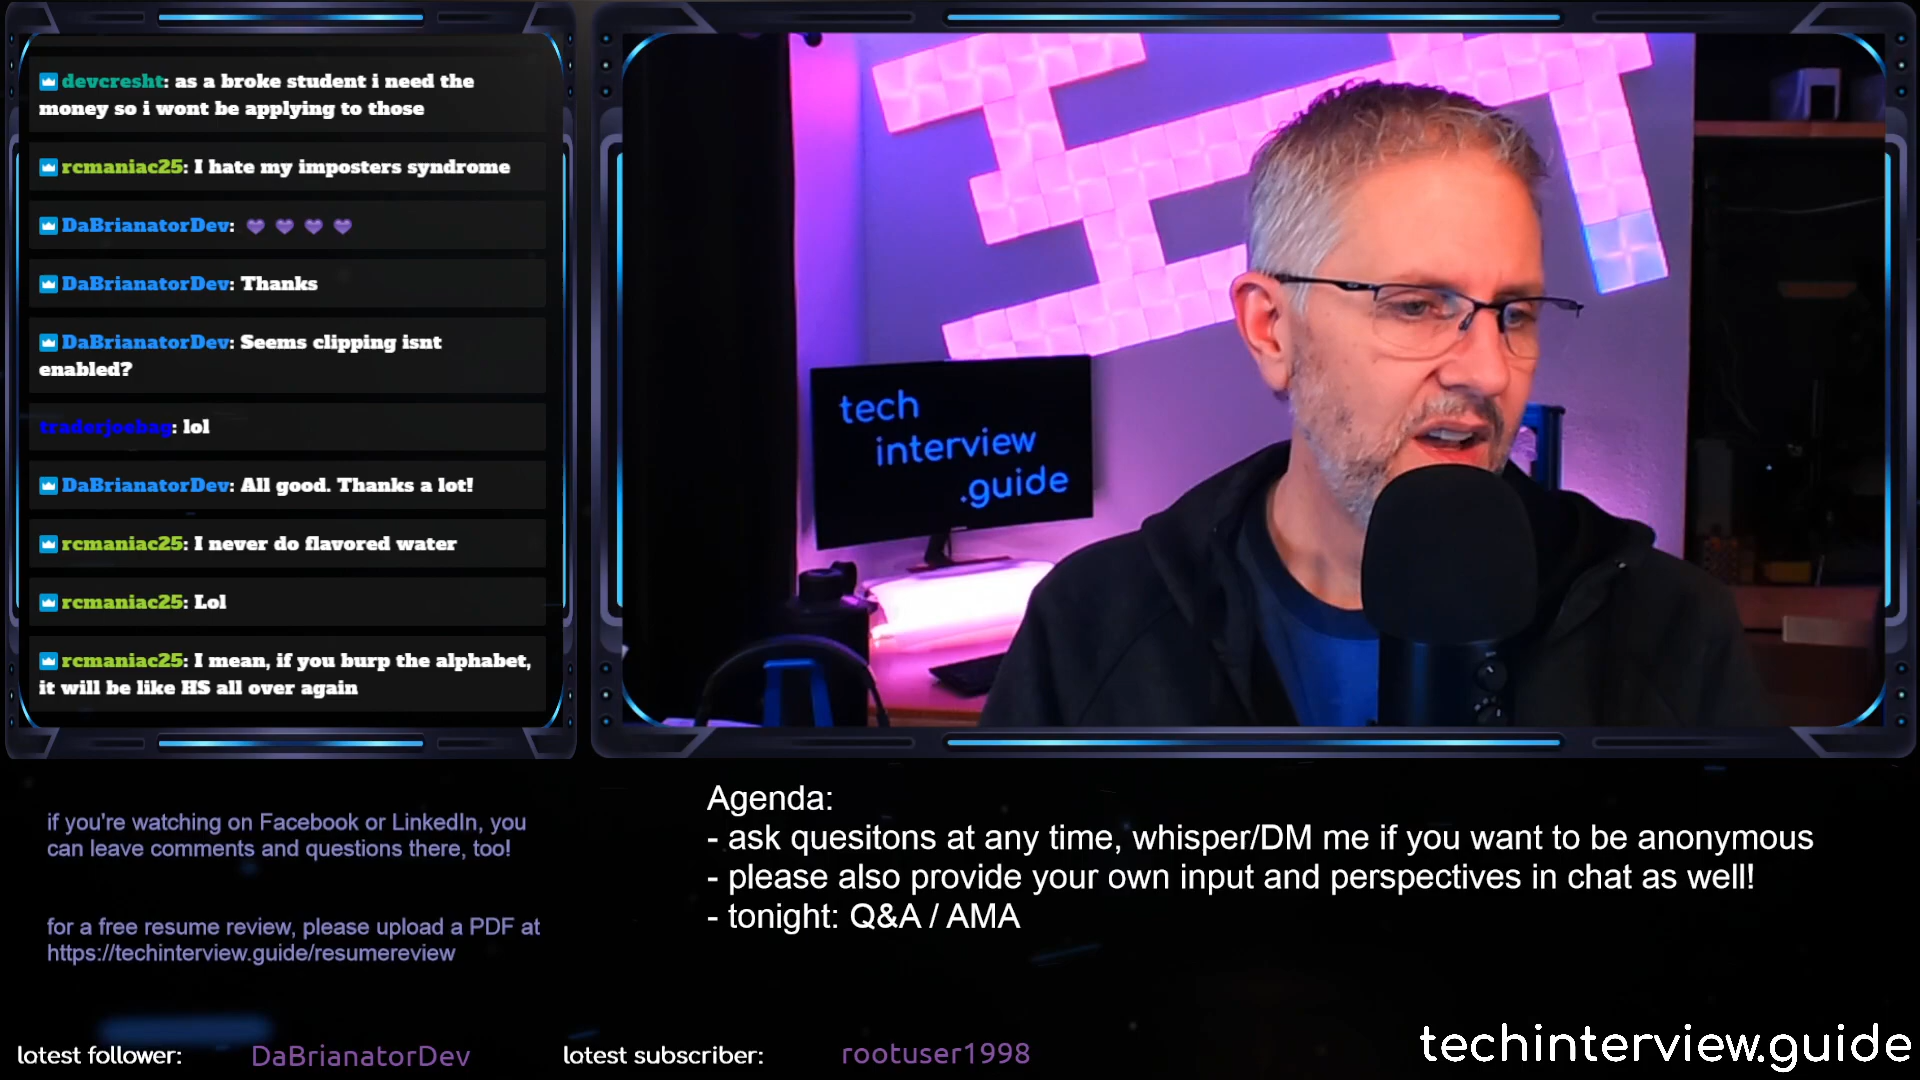 devcresht: as a broke student i need the
money so i wont be applying to those
rcmaniac25: I hate my imposters syndrome
DaBrianatorDev:
DaBrianatorDev: Thanks
DaBrianatorDev: Seems clipping isnt
enabled?
traderjoebag: lol
DaBrianatorDev: All good. Thanks a lot!
rcmaniac25: I never do flavored water
rcmaniac25: Lol
rcmaniac25: I mean, if you burp the alphabet,
it will be like HS all over again
tech
interview
.guide
if you're watching on Facebook or LinkedIn, you
can leave comments and questions there, too!
for a free resume review, please upload a PDF at
https://techinterview.guide/resumereview
Agenda:
- ask quesitons at any time, whisper/DM me if you want to be anonymous
- please also provide your own input and perspectives in chat as well!
- tonight: Q&A / AMA
latest follower: DaBrianatorDev
latest subscriber: rootuser1998
techinterview.guide